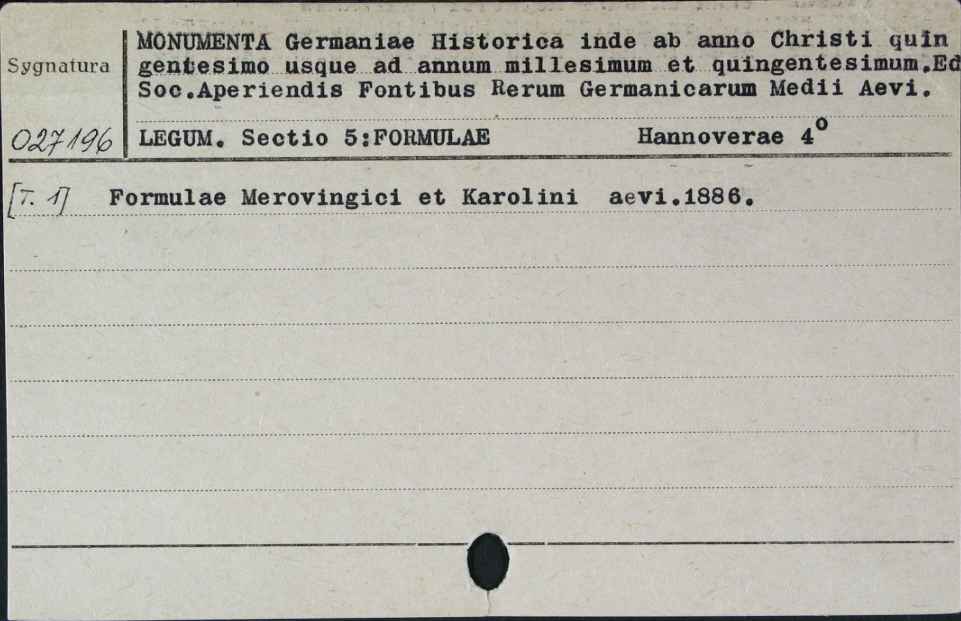 MONUMENTA Germaniae Historica inde ab anno Christi quin
Sygnatura gentesimo usque ad annum millesimum et quingentesimum.Ed
Soc.Aperiendis Fontibus Rerum Germanicarum Medii Aevi.
027196 LEGUM. Sectio 5:FORMULAE Hannoverae 4º
[T. 1] Formulae Merovingici et Karolini aevi.1886.